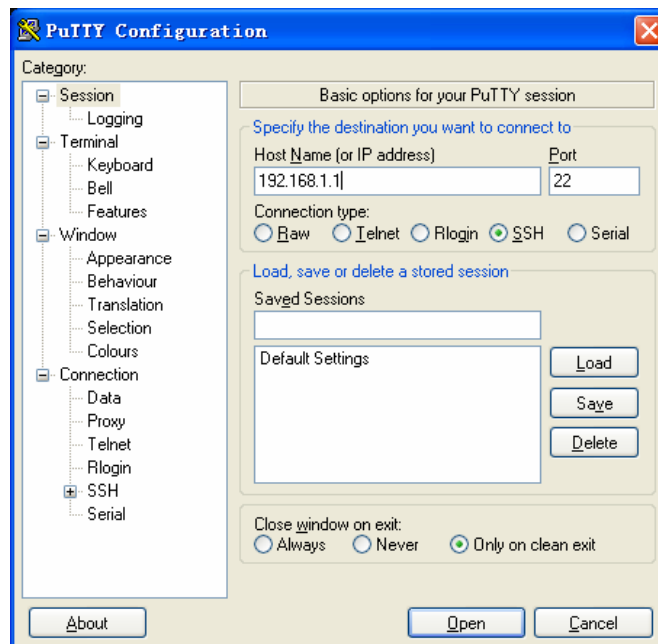 PuTTY Configuration
Category:
Session
Logging
Terminal
Keyboard
Bell
Features
Window
Appearance
Behaviour
Translation
Selection
Colours
Connection
Data
Proxy
Telnet
Rlogin
SSH
Serial
Basic options for your PuTTY session
Specify the destination you want to connect to
Host Name (or IP address) Port
192.168.1.1 22
Connection type:
Raw Telnet Rlogin SSH Serial
Load, save or delete a stored session
Saved Sessions
Default Settings
Load
Save
Delete
Close window on exit:
Always Never Only on clean exit
About Open Cancel